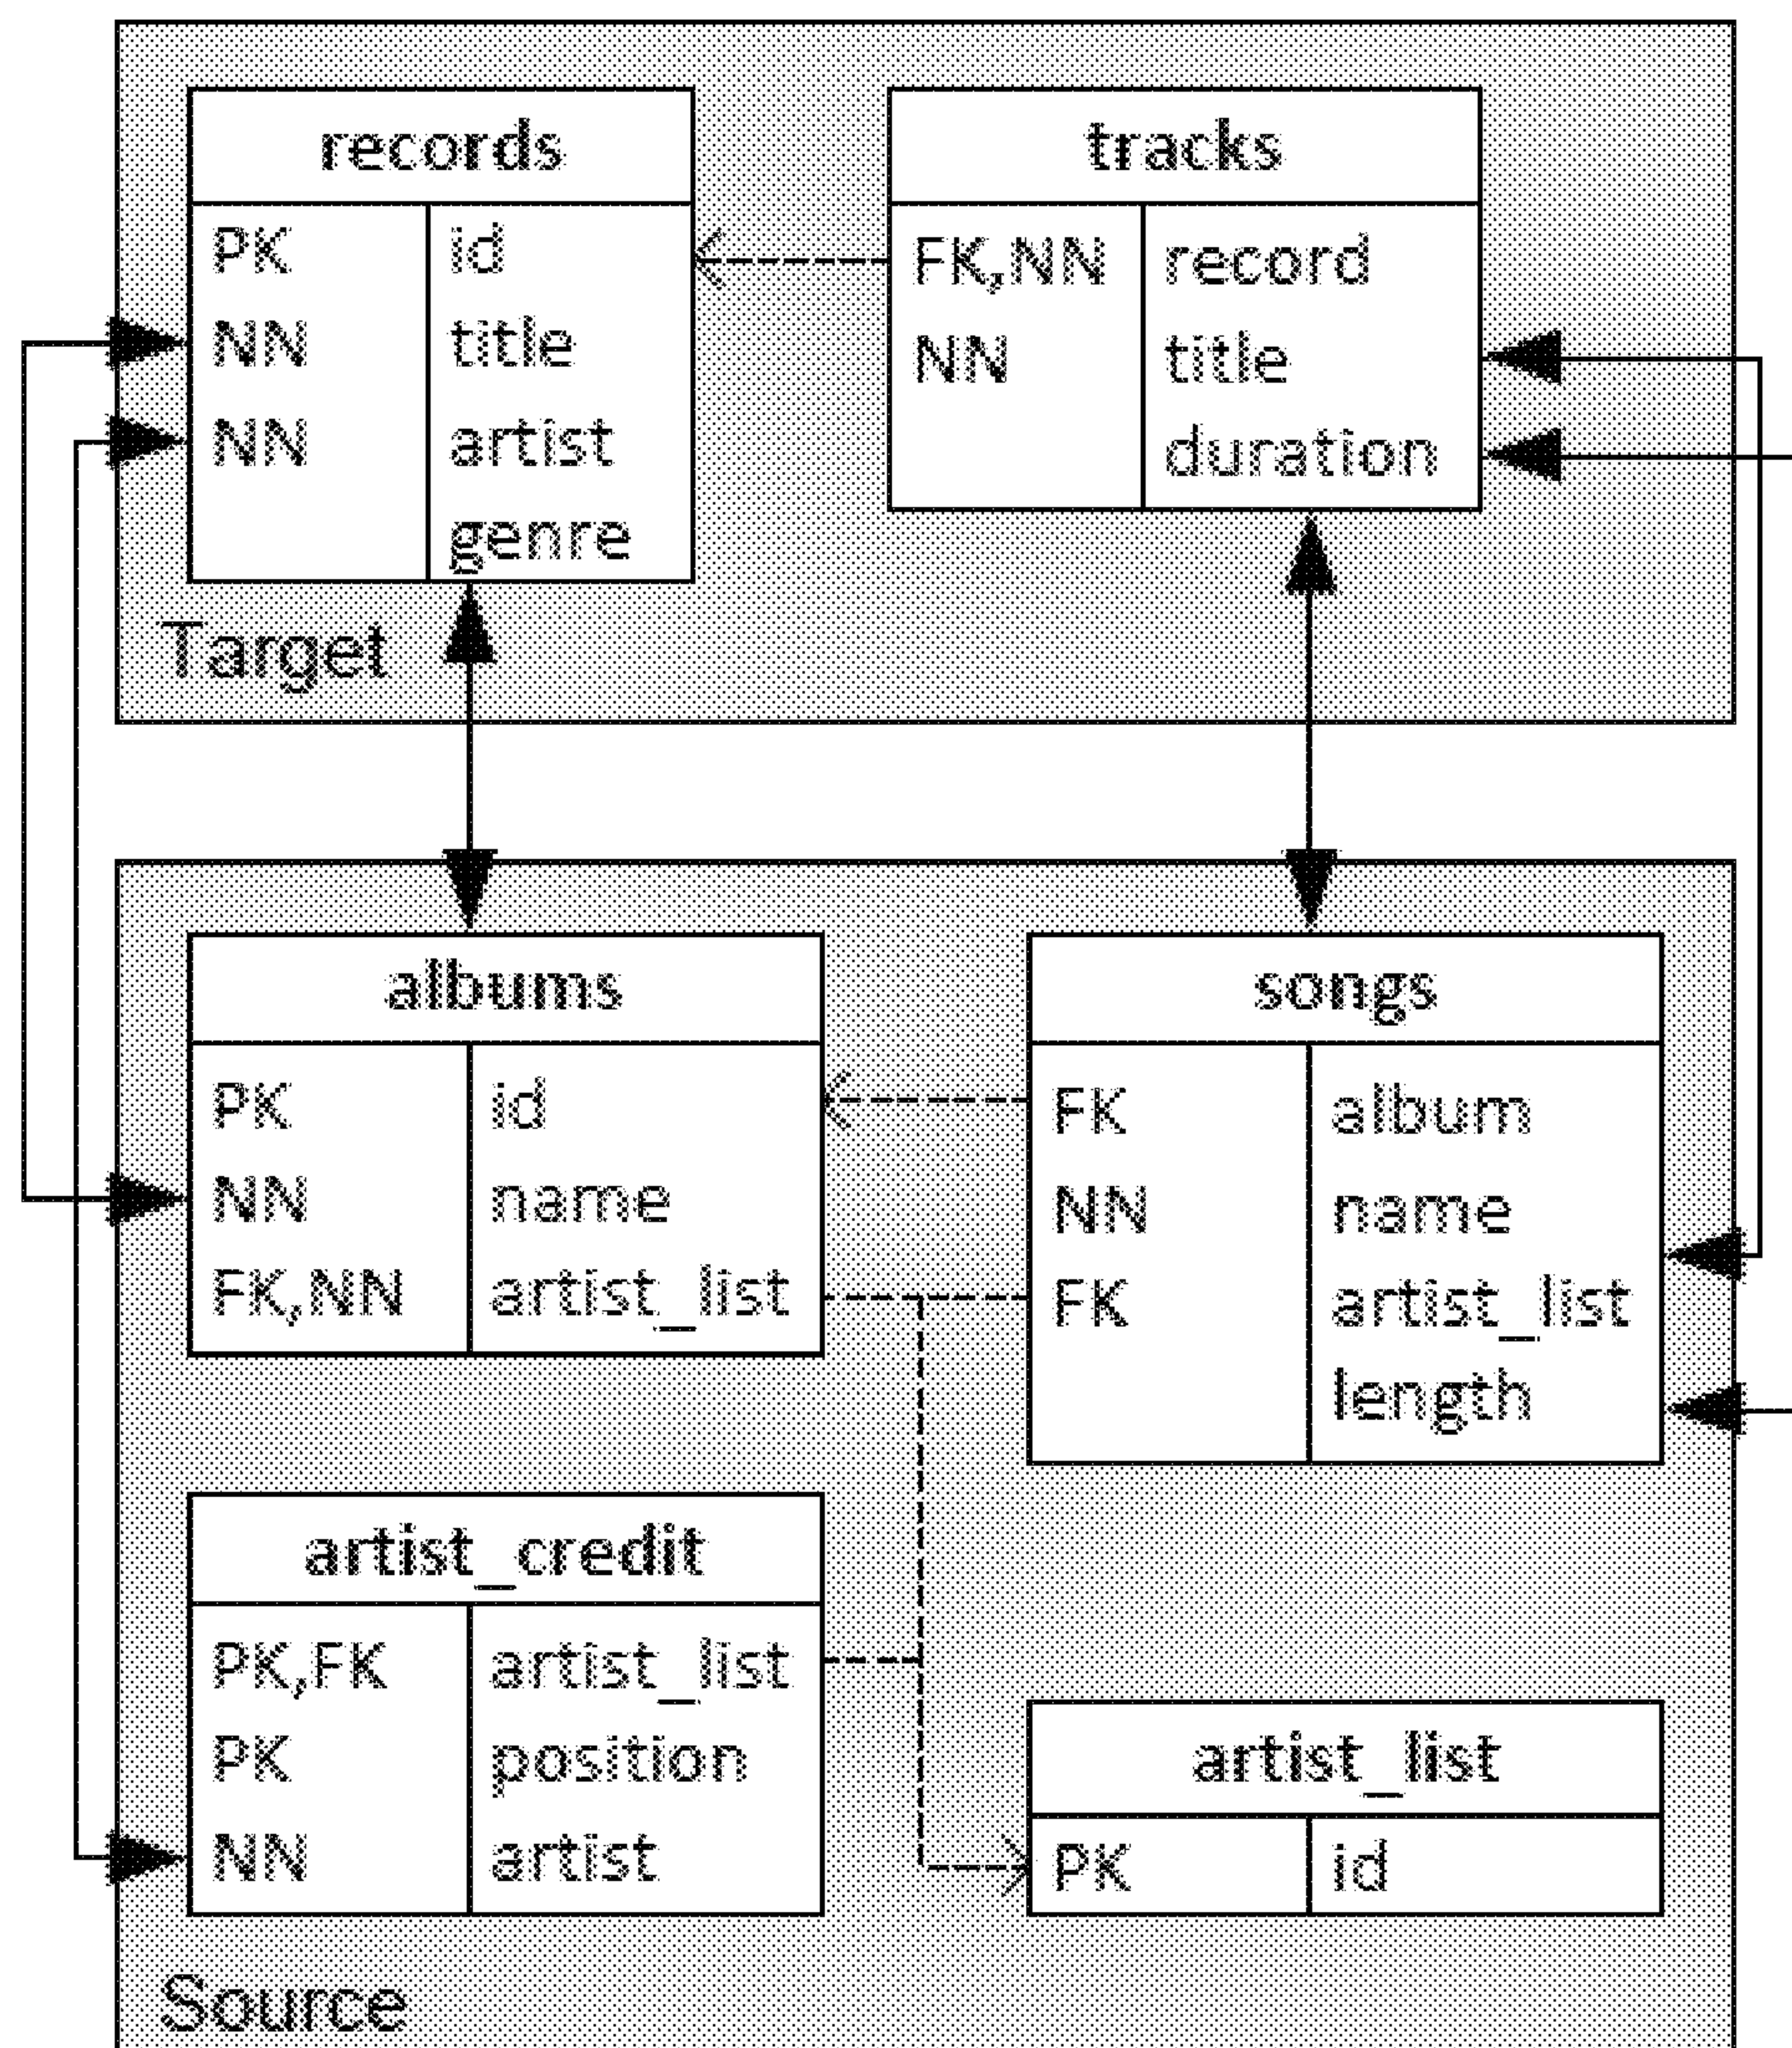 records
PK id
NN title
NN artist
genre
tracks
FK,NN record
NN title
duration
Target
albums
PK id
NN name
FK,NN artist_list
songs
FK album
NN name
FK artist_list
length
artist_credit
PK,FK artist_list
PK position
NN artist
artist_list
PK id
Source